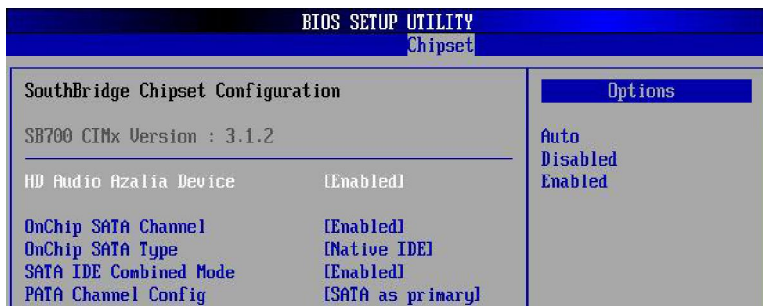 BIOS SETUP UTILITY
Chipset
SouthBridge Chipset Configuration
SB700 CIMx Version : 3.1.2
HD Audio Azalia Device [Enabled]
OnChip SATA Channel [Enabled]
OnChip SATA Type [Native IDE]
SATA IDE Combined Mode [Enabled]
PATA Channel Config [SATA as primary]
Options
Auto
Disabled
Enabled